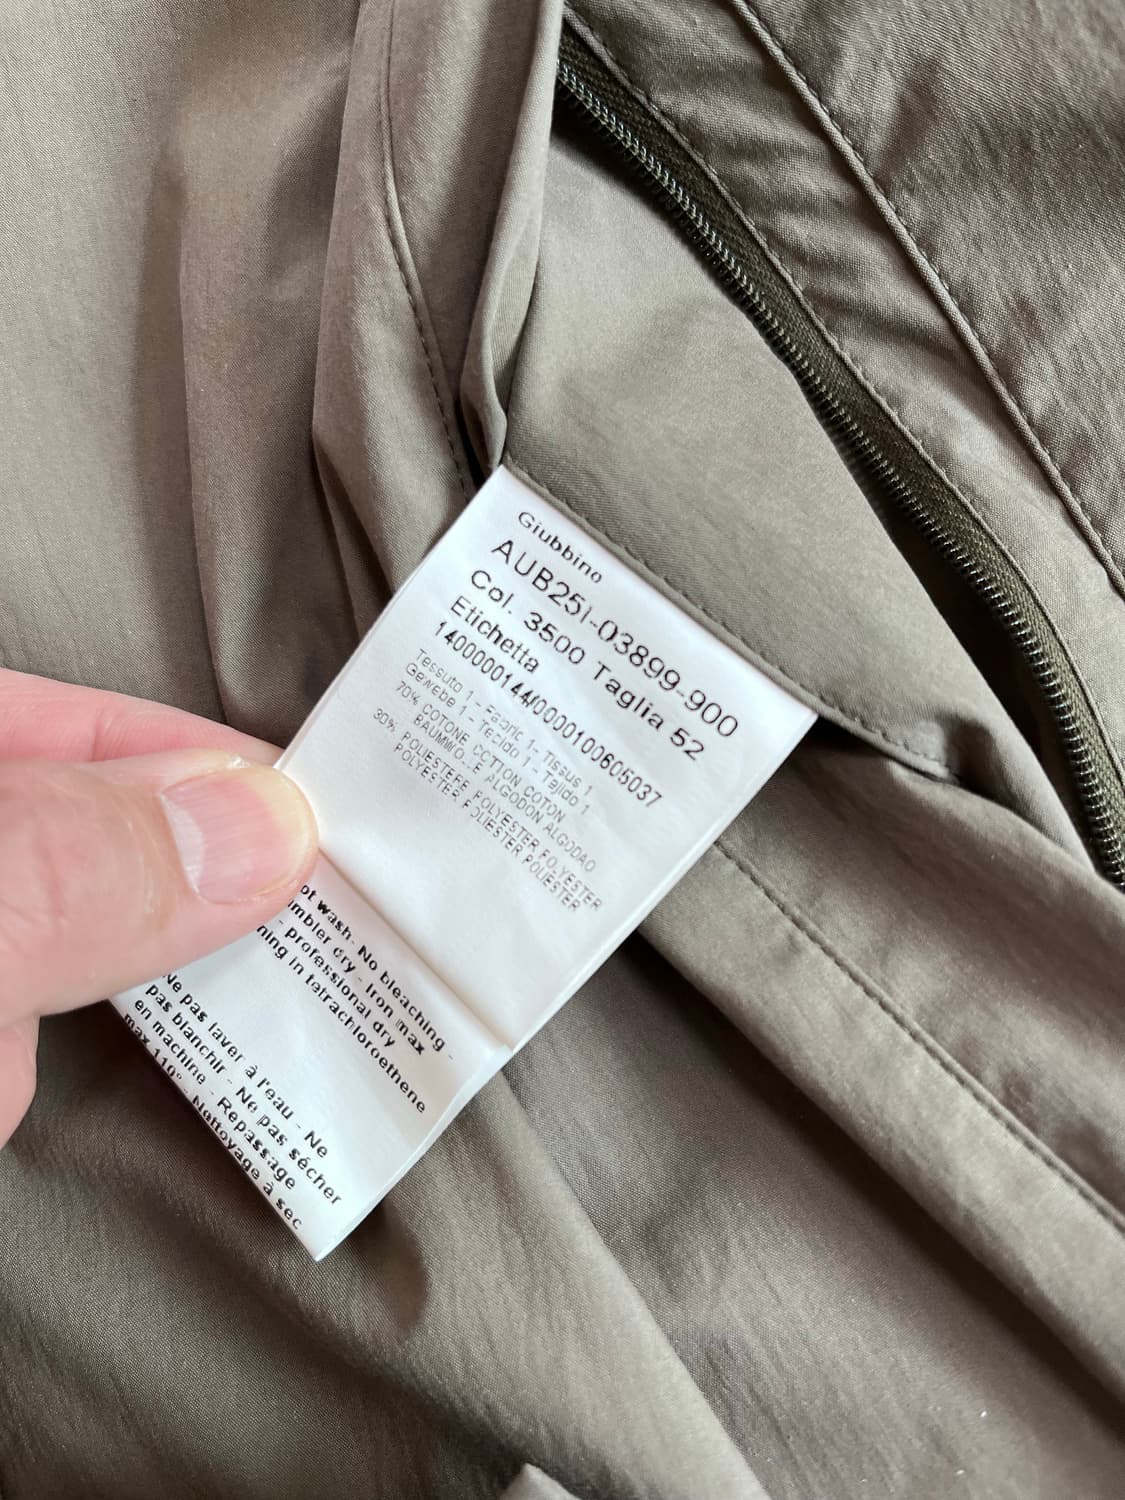 Giubbino
AUB25I-03899-900
Col. 3500 Taglia 52
Etichetta
1400000144/0000100605037
Tessuto 1 - Fabric 1- Tissus 1
Gewebe 1 - Tecido 1 - Tejido 1
70% COTONE COTTON COTON
BAUMWOLLE ALGODON ALGODAO
30% POLIESTERE POLYESTER POLYESTER
POLYESTER POLIESTER POLIESTER
ot wash- No bleaching -
umbler dry - Iron max
- professional dry
ning in tetrachloroethene
Ne pas laver à l'eau - Ne
pas blanchir - Ne pas sécher
en machine - Repassage
max 110° - Nettoyage à sec